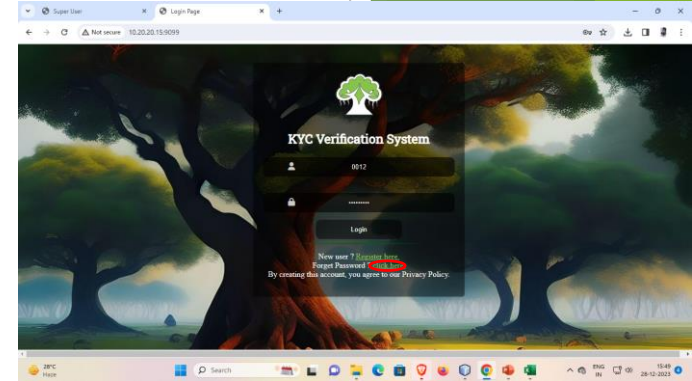 Super User
Login Page
Not secure 10.20.20.15:9099
KYC Verification System
0012
Login
New user ? Register here.
Forget Password ? click here
By creating this account, you agree to our Privacy Policy.
28°C
Haze
Search
ENG
IN
15:49
28-12-2023